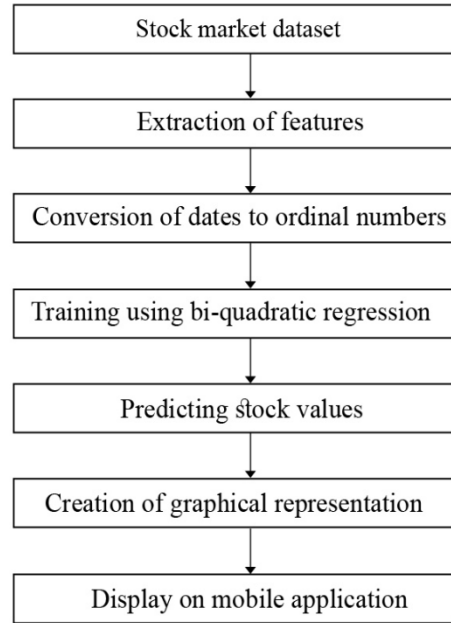 Stock market dataset
Extraction of features
Conversion of dates to ordinal numbers
Training using bi-quadratic regression
Predicting stock values
Creation of graphical representation
Display on mobile application